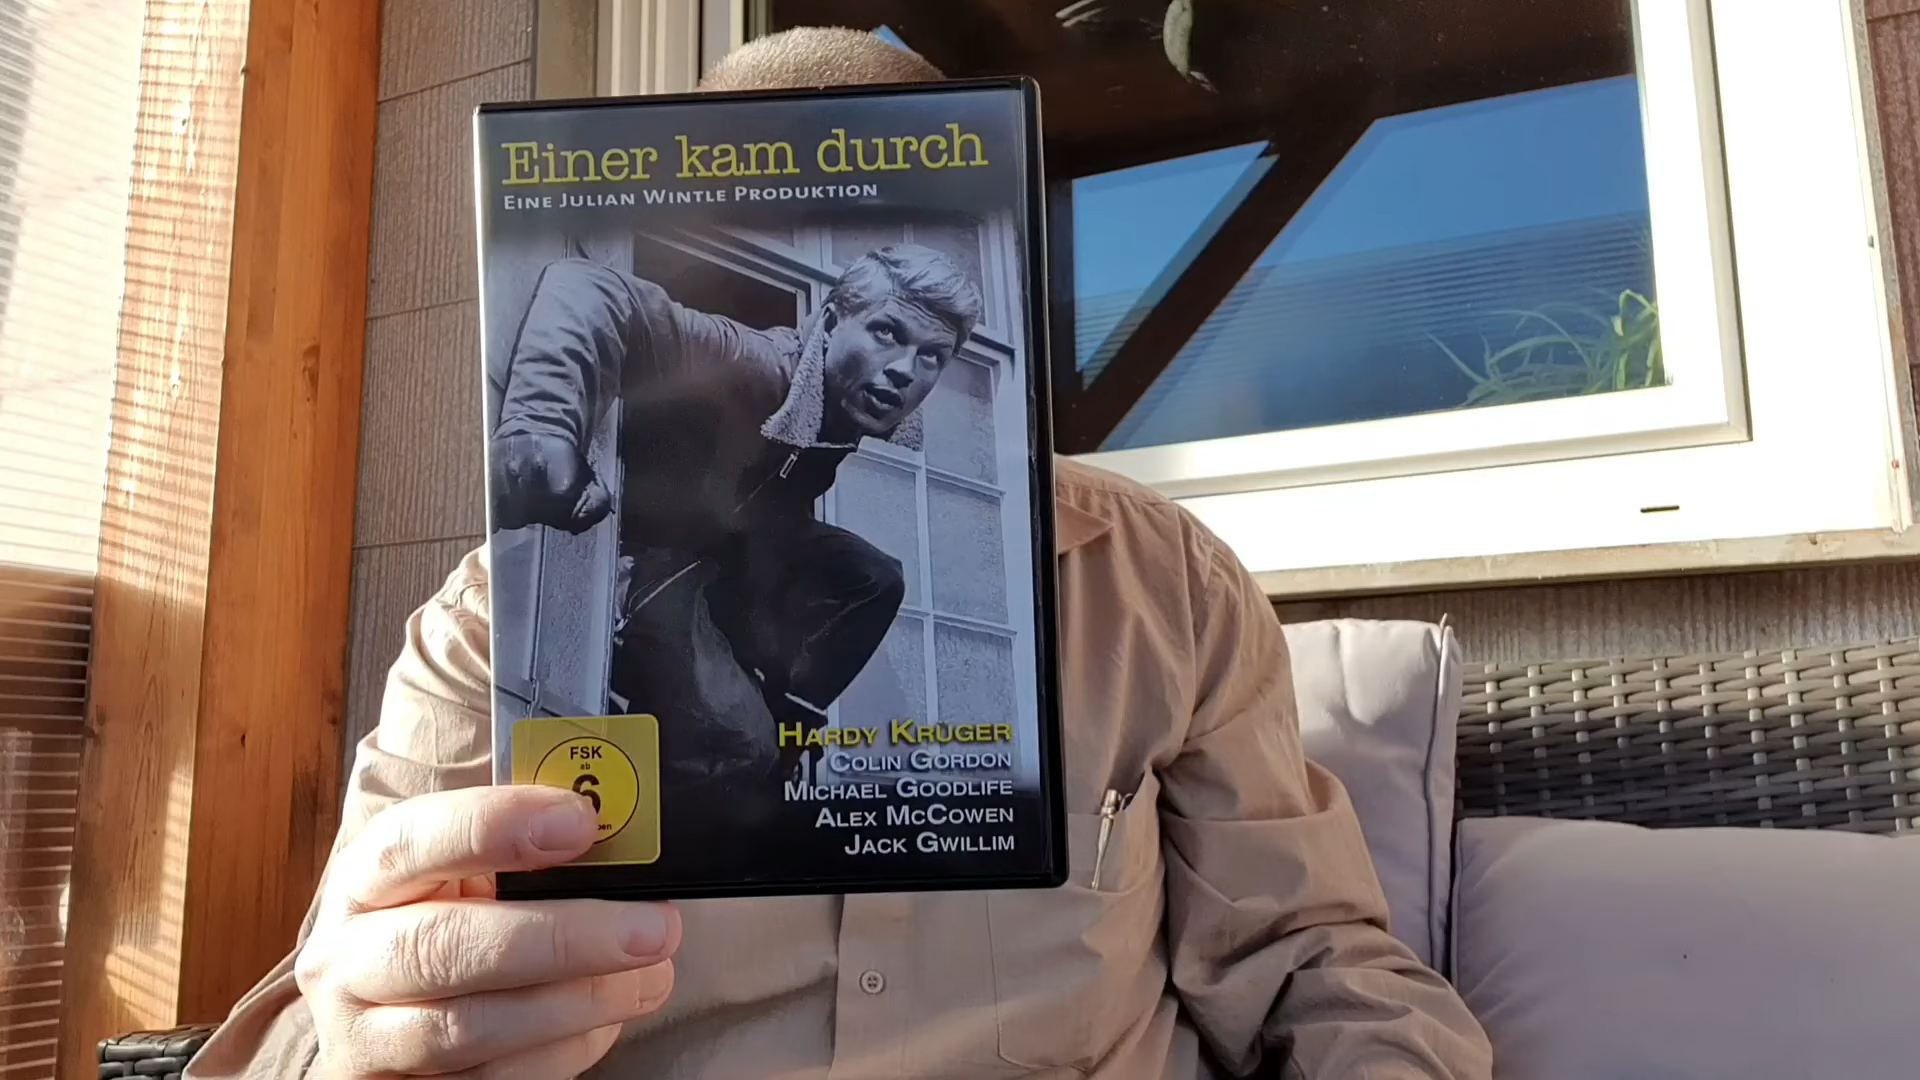 Einer kam durch
EINE JULIAN WINTLE PRODUKTION
HARDY KRÜGER
COLIN GORDON
MICHAEL GOODLIFE
ALEX MCCOWEN
JACK GWILLIM
FSK
ab
6